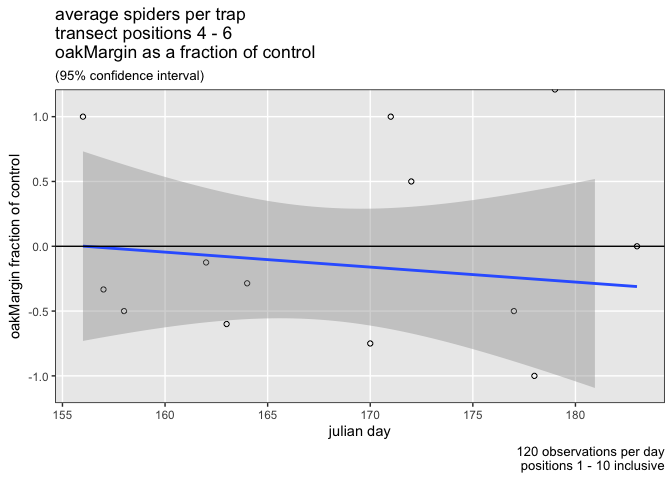 average spiders per trap
transect positions 4 - 6
oakMargin as a fraction of control
(95% confidence interval)
oakMargin fraction of control
1.0
0.5
0.0
-0.5
-1.0
155
160
165
170
175
180
julian day
120 observations per day
positions 1 - 10 inclusive